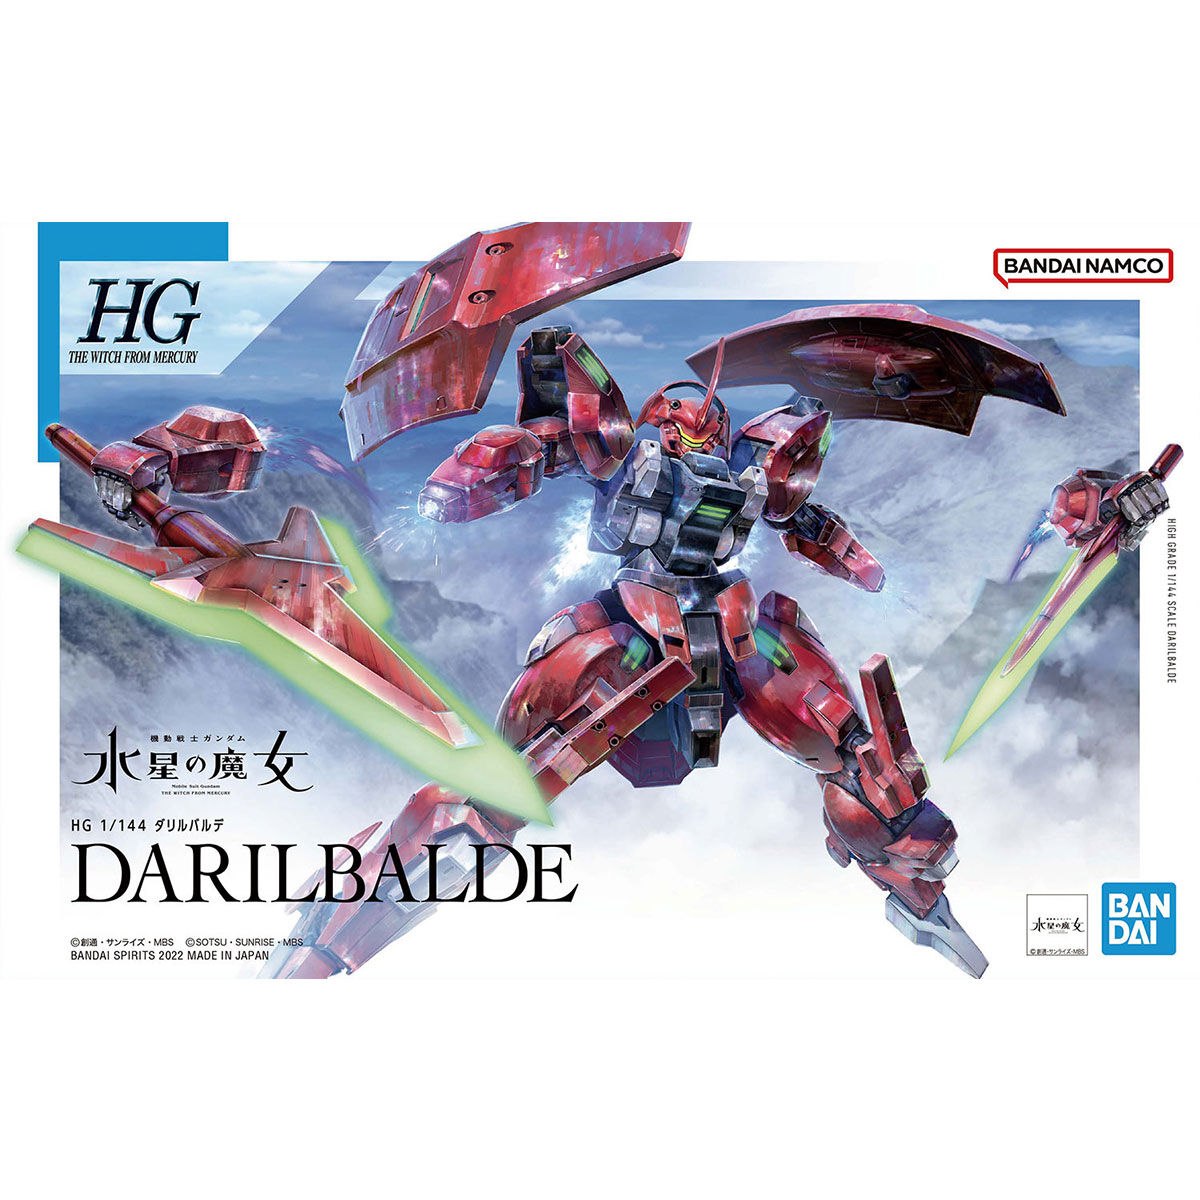 HG
THE WITCH FROM MERCURY
BANDAI NAMCO
HIGH GRADE 1/144 SCALE DARILBALDE
機動戦士ガンダム
水星の魔女
Mobile Suit Gundam
THE WITCH FROM MERCURY
HG 1/144 ダリルバルデ
DARILBALDE
©創通・サンライズ・MBS ©SOTSU・SUNRISE・MBS
BANDAI SPIRITS 2022 MADE IN JAPAN
水星の魔女
©創通・サンライズ・MBS
BAN
DAI